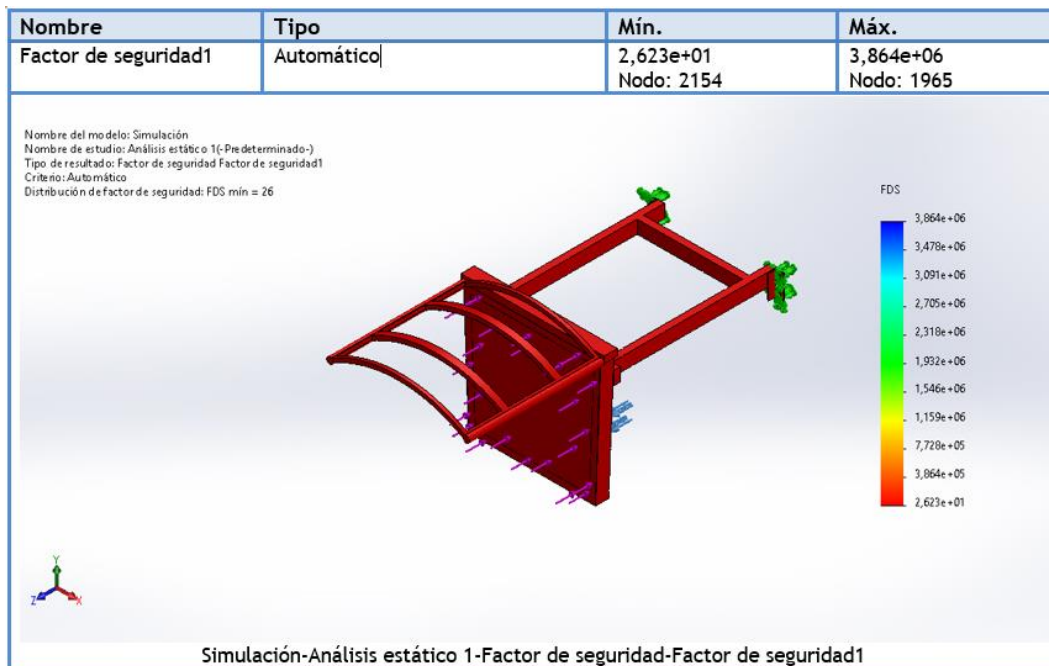 Nombre Tipo Mín. Máx.
Factor de seguridad1 Automático 2,623e+01 3,864e+06
Nodo: 2154 Nodo: 1965
Nombre del modelo: Simulación
Nombre de estudio: Análisis estático 1(-Predeterminado-)
Tipo de resultado: Factor de seguridad Factor de seguridad1
Criterio: Automático
Distribución de factor de seguridad: FDS mín = 26
FDS
3,864e+06
3,478e+06
3,091e+06
2,705e+06
2,318e+06
1,932e+06
1,546e+06
1,159e+06
7,728e+05
3,864e+05
2,623e+01
Y
Z X
Simulación-Análisis estático 1-Factor de seguridad-Factor de seguridad1